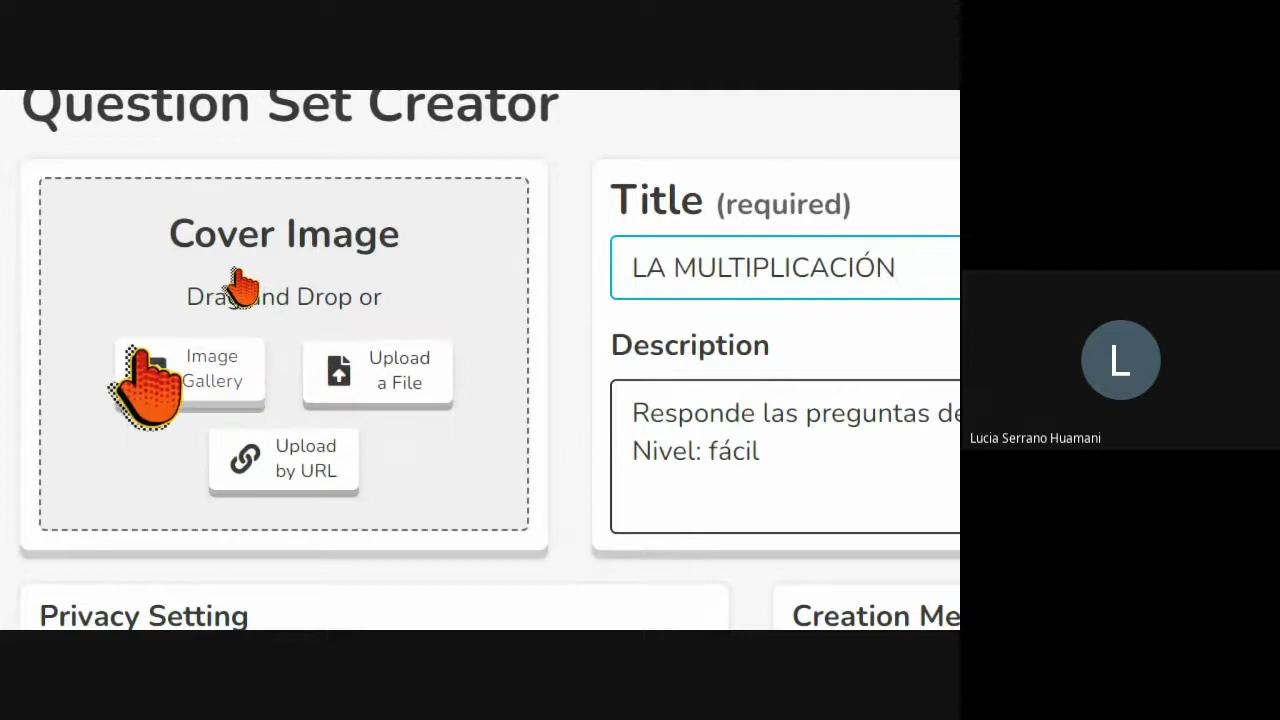 Question Set Creator
Cover Image
Drag and Drop or
Image
Gallery
Upload
a File
Upload
by URL
Title (required)
LA MULTIPLICACIÓN
Description
Responde las preguntas de
Nivel: fácil
Privacy Setting
Creation Me
L
Lucia Serrano Huamani